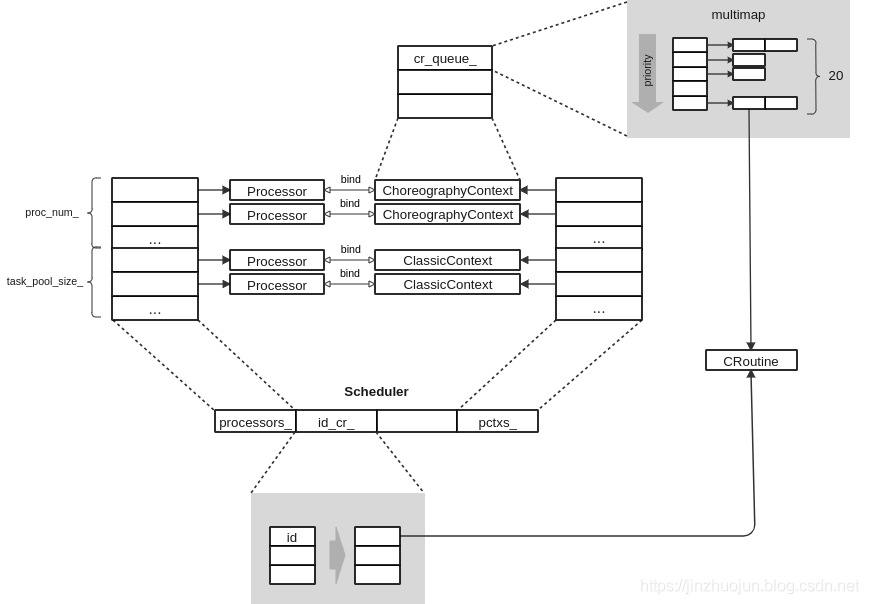 multimap
cr_queue_
priority
20
bind
Processor
ChoreographyContext
bind
proc_num_
Processor
ChoreographyContext
...
...
bind
Processor
ClassicContext
bind
task_pool_size_
Processor
ClassicContext
...
...
CRoutine
Scheduler
processors_
id_cr_
pctxs_
id
https://jinzhuojun.blog.csdn.net